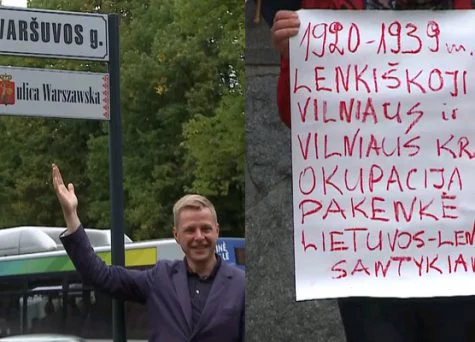 VARŠUVOS g.
ulica Warszawska
1920-1939 m.
LENKIŠKOJI
VILNIAUS ir
VILNIAUS KR
OKUPACIJA
PAKENKĖ
LIETUVOS-LEN
SANTYKIA